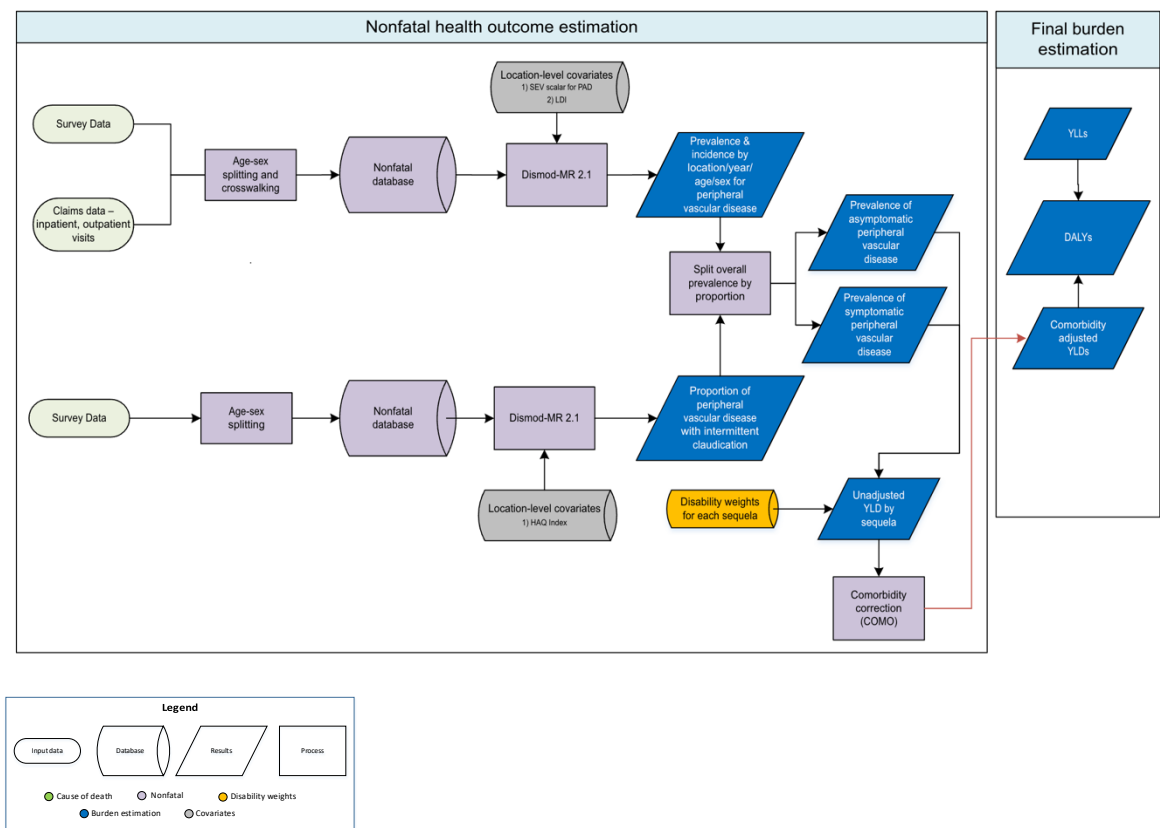 Nonfatal health outcome estimation
Final burden
estimation
Survey Data
Claims data –
inpatient, outpatient
visits
Age-sex
splitting and
crosswalking
Nonfatal
database
Location-level covariates
1) SEV scalar for PAD
2) LDI
Dismod-MR 2.1
Prevalence &
incidence by
location/year/
age/sex for
peripheral
vascular disease
Split overall
prevalence by
proportion
Prevalence of
asymptomatic
peripheral
vascular
disease
Prevalence of
symptomatic
peripheral
vascular
disease
YLLs
DALYs
Comorbidity
adjusted
YLDs
Survey Data
Age-sex
splitting
Nonfatal
database
Dismod-MR 2.1
Location-level covariates
1) HAQ Index
Proportion of
peripheral
vascular disease
with intermittent
claudication
Disability weights
for each sequela
Unadjusted
YLD by
sequela
Comorbidity
correction
(COMO)
Legend
Input data
Database
Results
Process
Cause of death
Nonfatal
Disability weights
Burden estimation
Covariates